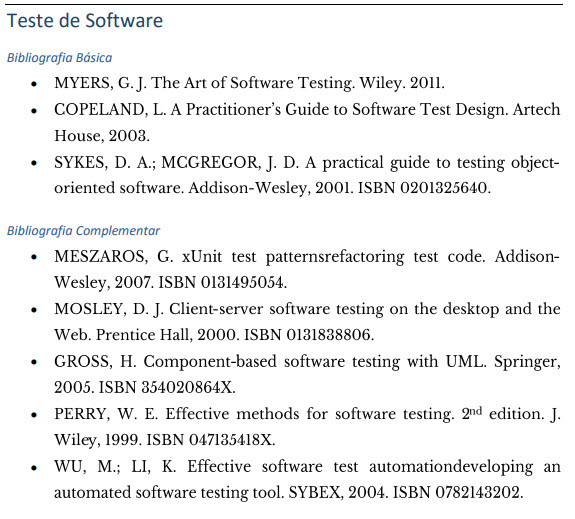 Teste de Software
Bibliografia Básica
• MYERS, G. J. The Art of Software Testing. Wiley. 2011.
• COPELAND, L. A Practitioner's Guide to Software Test Design. Artech
House, 2003.
• SYKES, D. A.; MCGREGOR, J. D. A practical guide to testing object-
oriented software. Addison-Wesley, 2001. ISBN 0201325640.
Bibliografia Complementar
• MESZAROS, G. xUnit test patternsrefactoring test code. Addison-
Wesley, 2007. ISBN 0131495054.
• MOSLEY, D. J. Client-server software testing on the desktop and the
Web. Prentice Hall, 2000. ISBN 0131838806.
• GROSS, H. Component-based software testing with UML. Springer,
2005. ISBN 354020864X.
• PERRY, W. E. Effective methods for software testing. 2nd edition. J.
Wiley, 1999. ISBN 047135418X.
• WU, M.; LI, K. Effective software test automationdeveloping an
automated software testing tool. SYBEX, 2004. ISBN 0782143202.